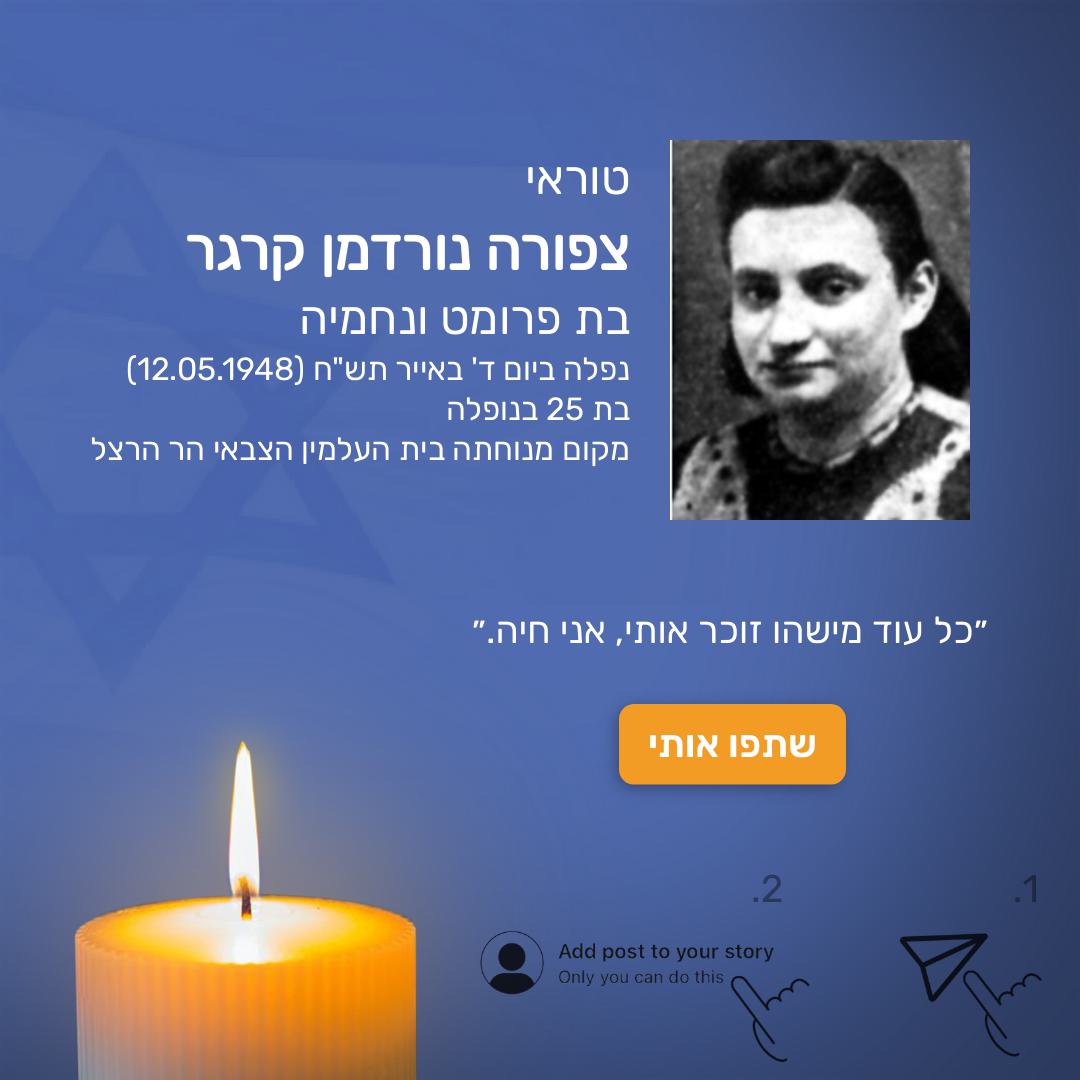 טוראי
צפורה נורדמן קרגר
בת פרומט ונחמיה
נפלה ביום ד' באייר תש"ח (12.05.1948)
בת 25 בנופלה
מקום מנוחתה בית העלמין הצבאי הר הרצל
״כל עוד מישהו זוכר אותי, אני חיה.״
שתפו אותי
1.
2.
Add post to your story
Only you can do this